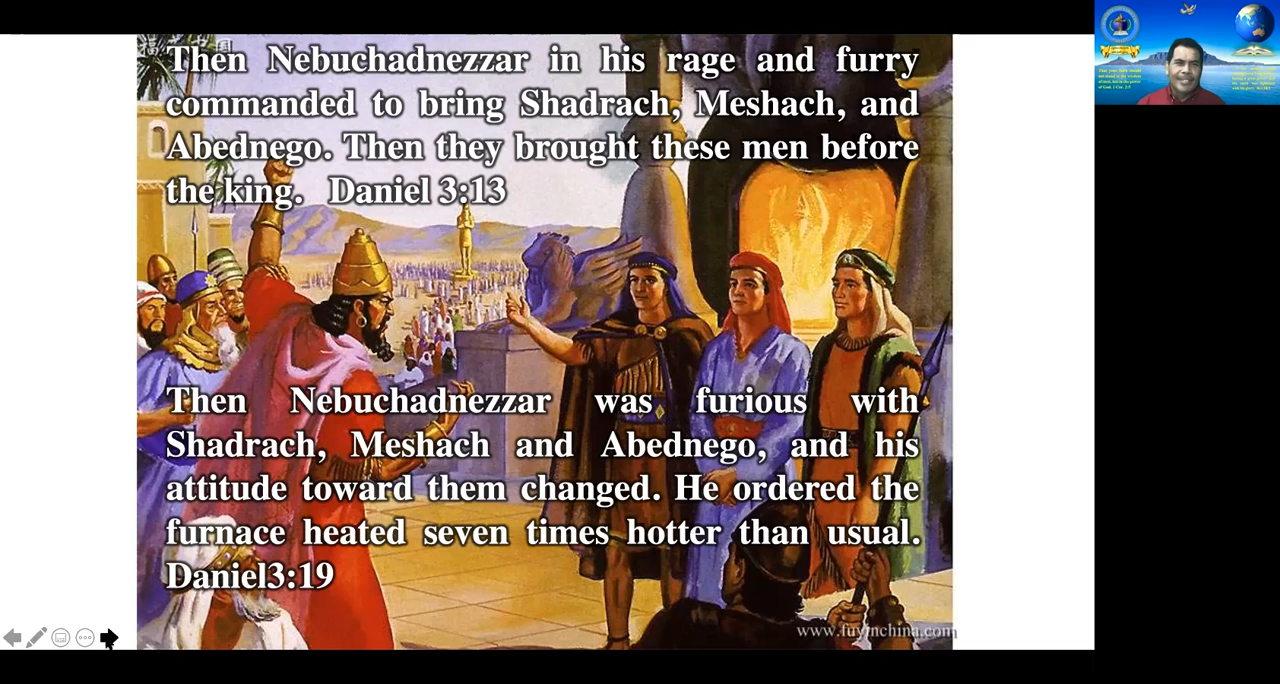 Then Nebuchadnezzar in his rage and furry
commanded to bring Shadrach, Meshach, and
Abednego. Then they brought these men before
the king. Daniel 3:13
Then Nebuchadnezzar was furious with
Shadrach, Meshach and Abednego, and his
attitude toward them changed. He ordered the
furnace heated seven times hotter than usual.
Daniel3:19
www.fuyinchina.com